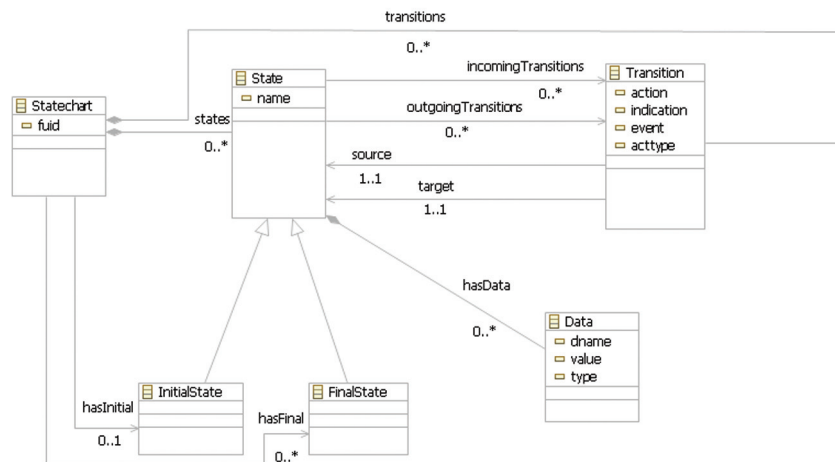 transitions
0..*
State
name
incomingTransitions
0..*
Transition
action
indication
event
acttype
Statechart
fuid
states
0..*
outgoingTransitions
0..*
source
1..1
target
1..1
hasData
0..*
Data
dname
value
type
InitialState
FinalState
hasInitial
0..1
hasFinal
0..*